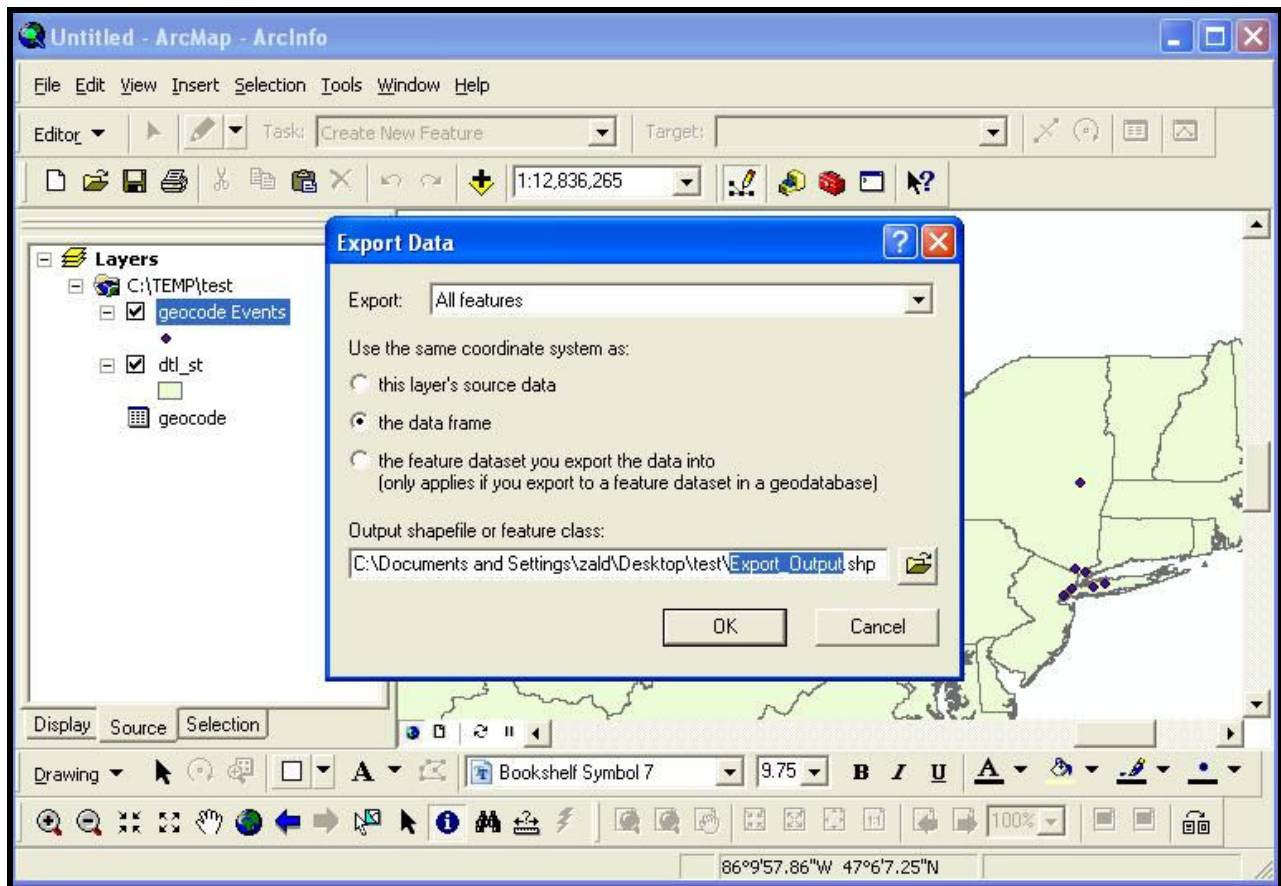 Untitled - ArcMap - ArcInfo
File Edit View Insert Selection Tools Window Help
Editor Task: Create New Feature Target:
1:12,836,265
Layers
C:\TEMP\test
geocode Events
dtl_st
geocode
Export Data
Export: All features
Use the same coordinate system as:
this layer's source data
the data frame
the feature dataset you export the data into
(only applies if you export to a feature dataset in a geodatabase)
Output shapefile or feature class:
C:\Documents and Settings\zald\Desktop\test\Export_Output.shp
OK Cancel
Display Source Selection
Drawing A Bookshelf Symbol 7 9.75 B I U A
100%
86°9'57.86"W 47°6'7.25"N